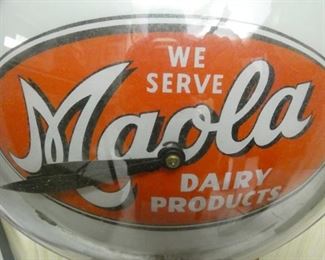 WE
SERVE
Maola
DAIRY
PRODUCTS